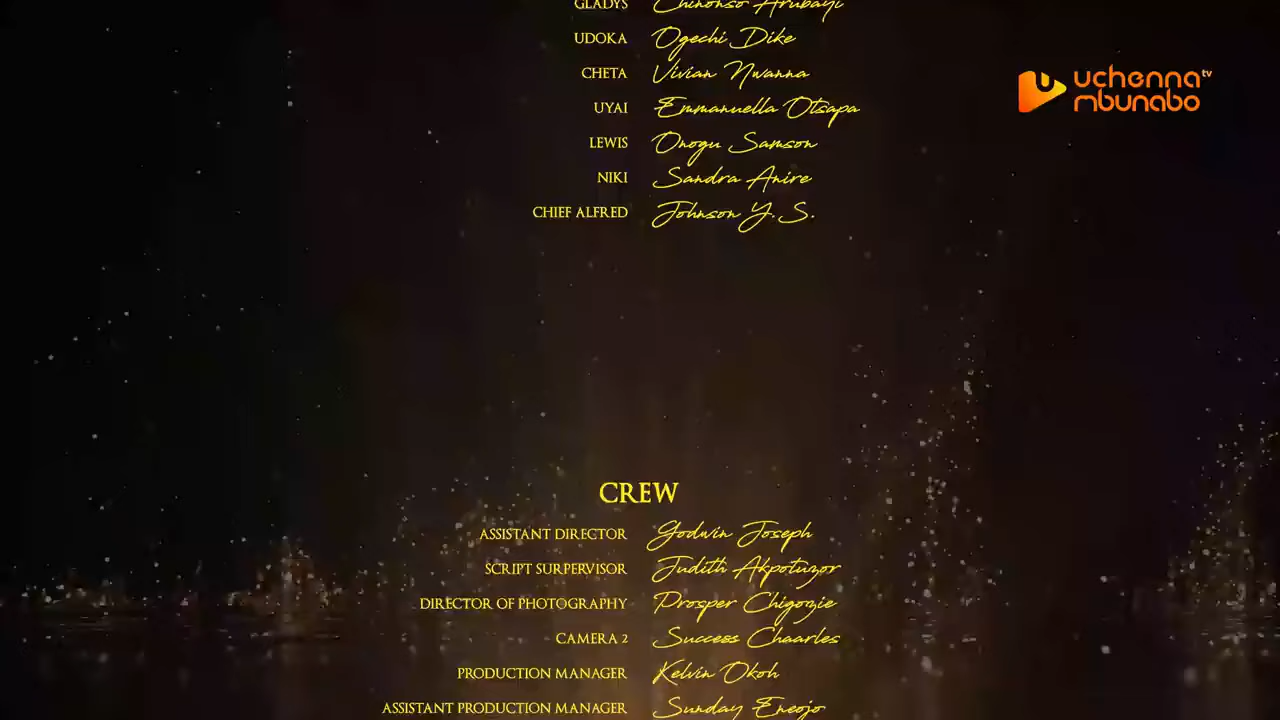 GLADYS Chinonso Arubayi
UDOKA Ogechi Dike
CHETA Vivian Nwanna
UYAI Emmanuella Otsapa
LEWIS Onogu Samson
NIKI Sandra Anire
CHIEF ALFRED Johnson Y. S.
uchenna tv
mbunabo
CREW
ASSISTANT DIRECTOR Godwin Joseph
SCRIPT SURPERVISOR Judith Akpotuzor
DIRECTOR OF PHOTOGRAPHY Prosper Chigozie
CAMERA 2 Success Chaarles
PRODUCTION MANAGER Kelvin Okoh
ASSISTANT PRODUCTION MANAGER Sunday Eneojo